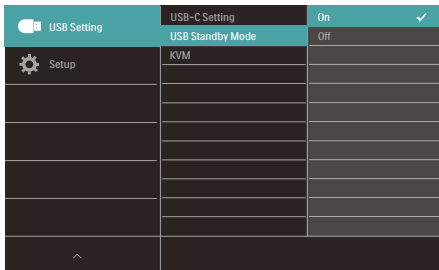 USB Setting
Setup
USB-C Setting
USB Standby Mode
KVM
On
Off